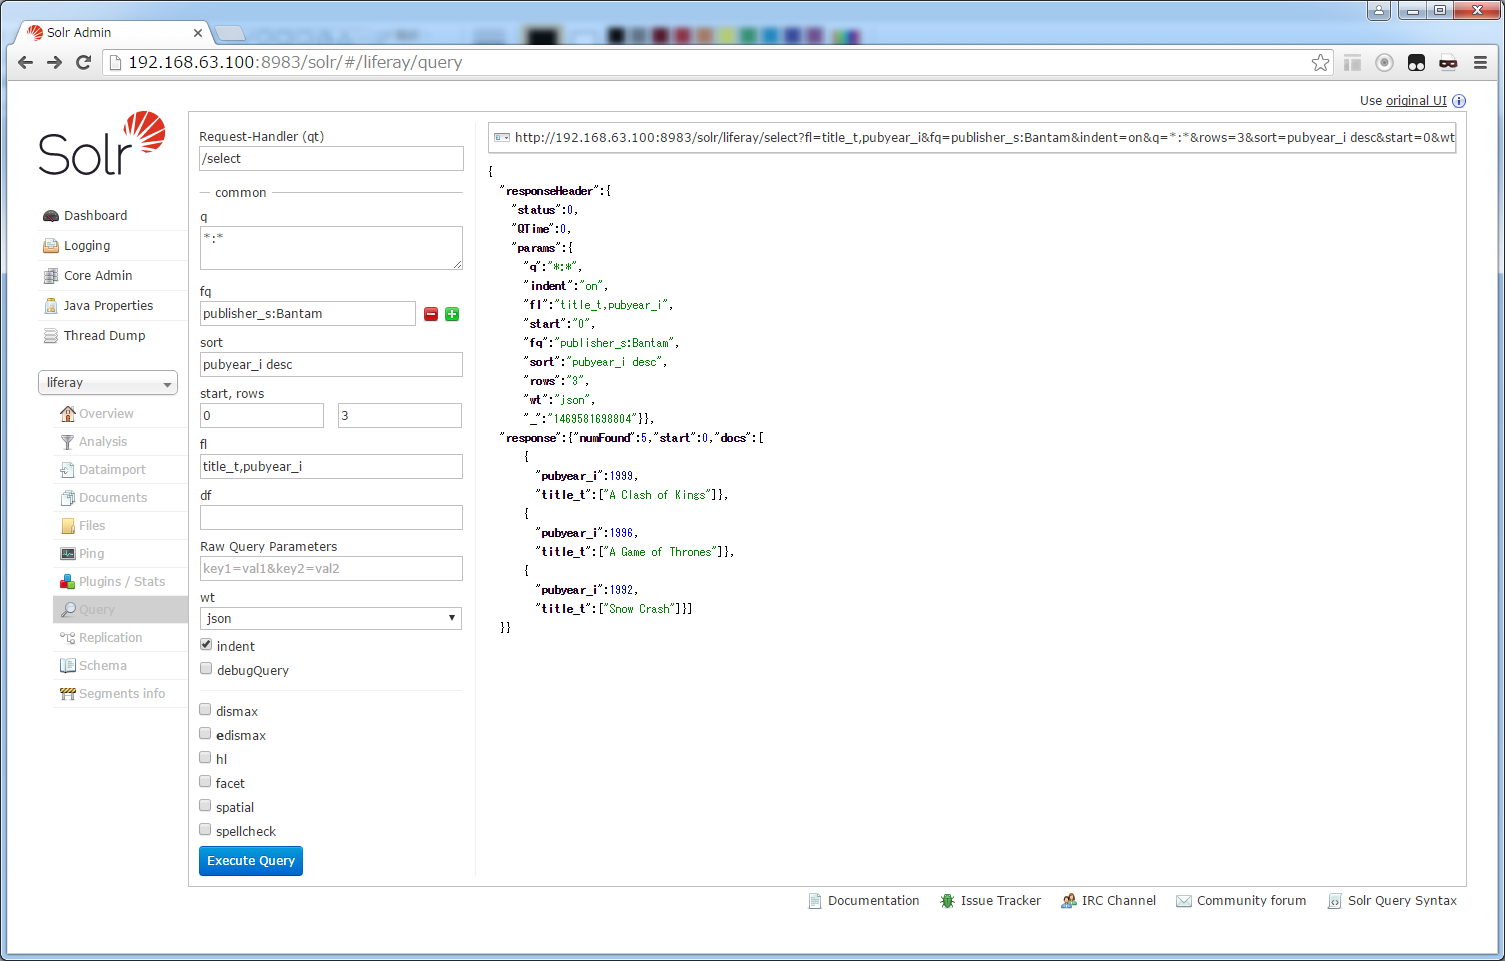 Solr Admin
192.168.63.100:8983/solr/#/liferay/query
Use original UI
Solr
Dashboard
Logging
Core Admin
Java Properties
Thread Dump
liferay
Overview
Analysis
Dataimport
Documents
Files
Ping
Plugins / Stats
Query
Replication
Schema
Segments info
Request-Handler (qt)
/select
common
q
*:*
fq
publisher_s:Bantam
sort
pubyear_i desc
start, rows
0 3
fl
title_t,pubyear_i
df
Raw Query Parameters
key1=val1&key2=val2
wt
json
indent
debugQuery
dismax
edismax
hl
facet
spatial
spellcheck
Execute Query
http://192.168.63.100:8983/solr/liferay/select?fl=title_t,pubyear_i&fq=publisher_s:Bantam&indent=on&q=*:*&rows=3&sort=pubyear_i desc&start=0&wt
{
"responseHeader":{
"status":0,
"QTime":0,
"params":{
"q":"*:*",
"indent":"on",
"fl":"title_t,pubyear_i",
"start":"0",
"fq":"publisher_s:Bantam",
"sort":"pubyear_i desc",
"rows":"3",
"wt":"json",
"_":"1469581698804"}},
"response":{"numFound":5,"start":0,"docs":[
{
"pubyear_i":1999,
"title_t":["A Clash of Kings"]},
{
"pubyear_i":1996,
"title_t":["A Game of Thrones"]},
{
"pubyear_i":1992,
"title_t":["Snow Crash"]}]
}}
Documentation
Issue Tracker
IRC Channel
Community forum
Solr Query Syntax